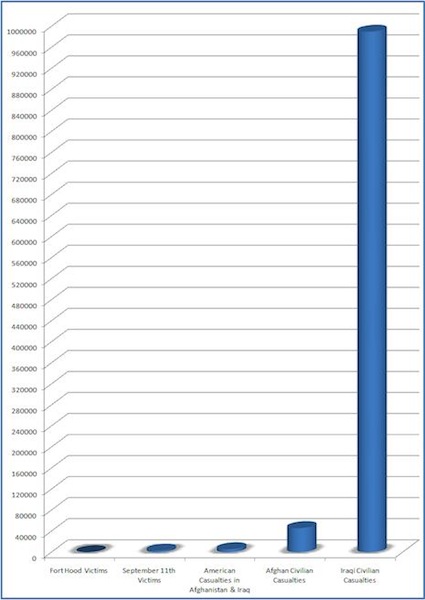 1000000
960000
920000
880000
840000
800000
760000
720000
680000
640000
600000
560000
520000
480000
440000
400000
360000
320000
280000
240000
200000
160000
120000
80000
40000
0
Fort Hood Victims
September 11th
Victims
American
Casualties in
Afghanistan & Iraq
Afghan Civilian
Casualties
Iraqi Civilian
Casualties